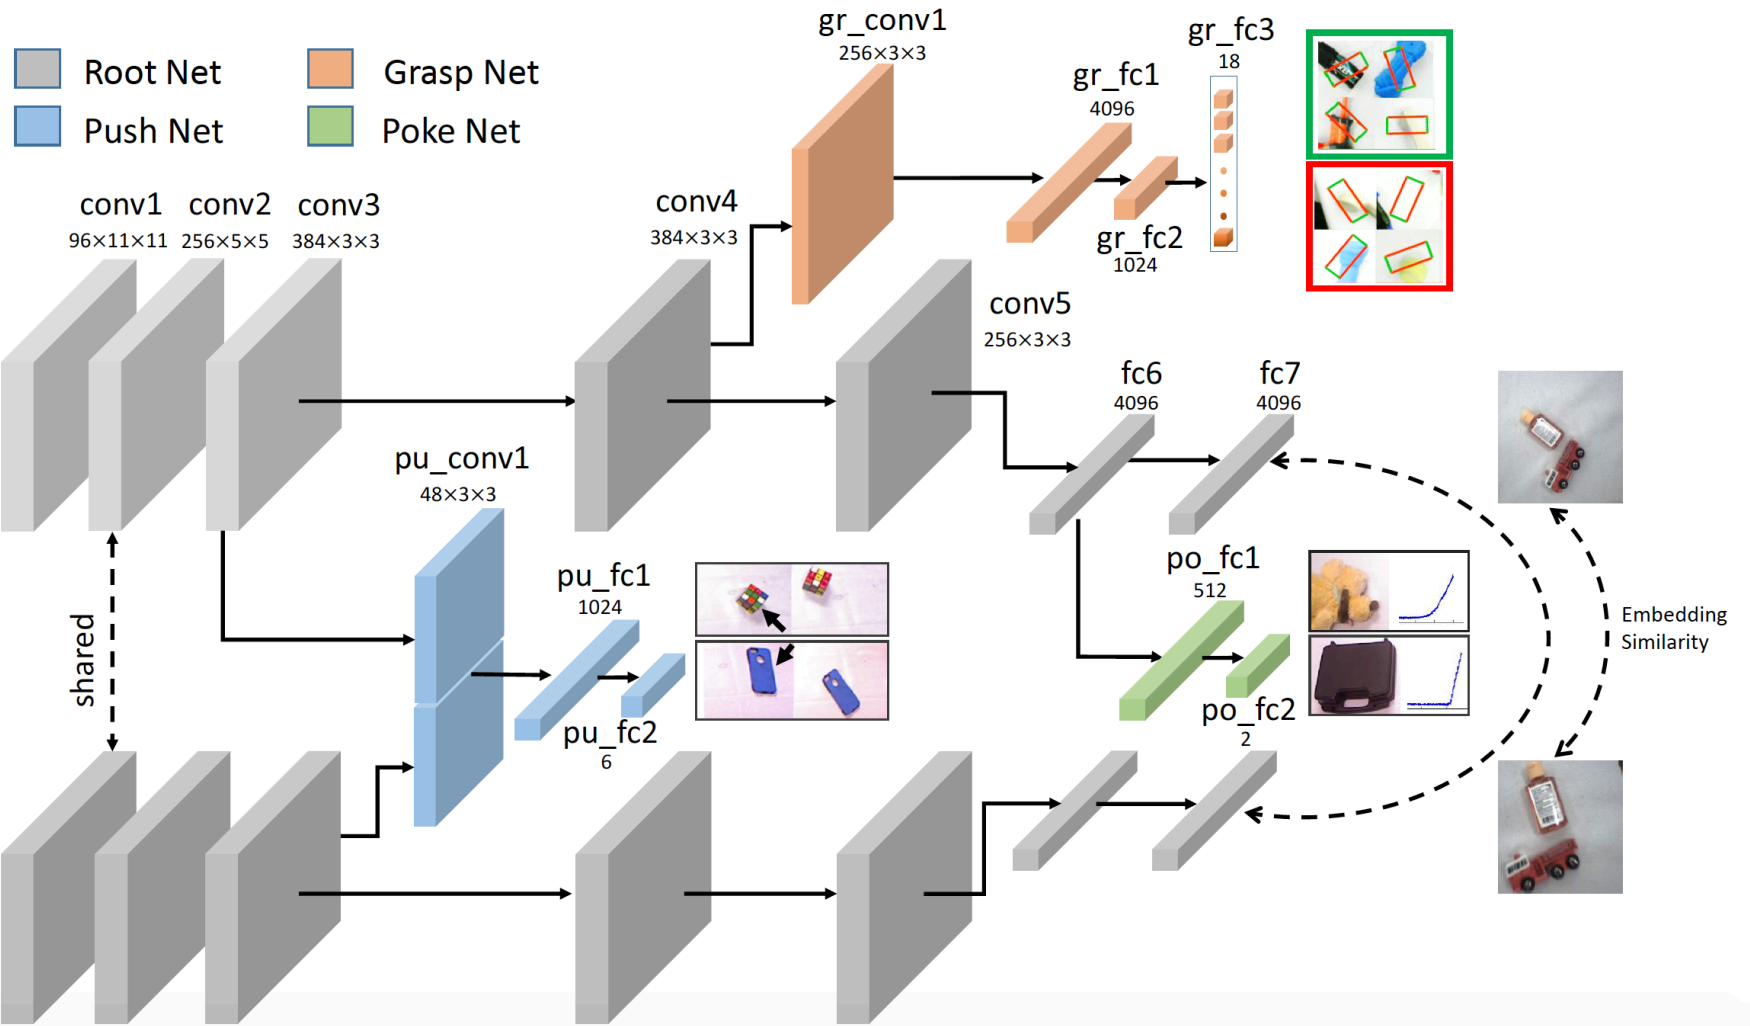 Root Net
Grasp Net
Push Net
Poke Net
gr_conv1
256×3×3
gr_fc3
18
gr_fc1
4096
gr_fc2
1024
conv1
96×11×11
conv2
256×5×5
conv3
384×3×3
conv4
384×3×3
conv5
256×3×3
fc6
4096
fc7
4096
pu_conv1
48×3×3
pu_fc1
1024
pu_fc2
6
po_fc1
512
po_fc2
2
shared
Embedding
Similarity